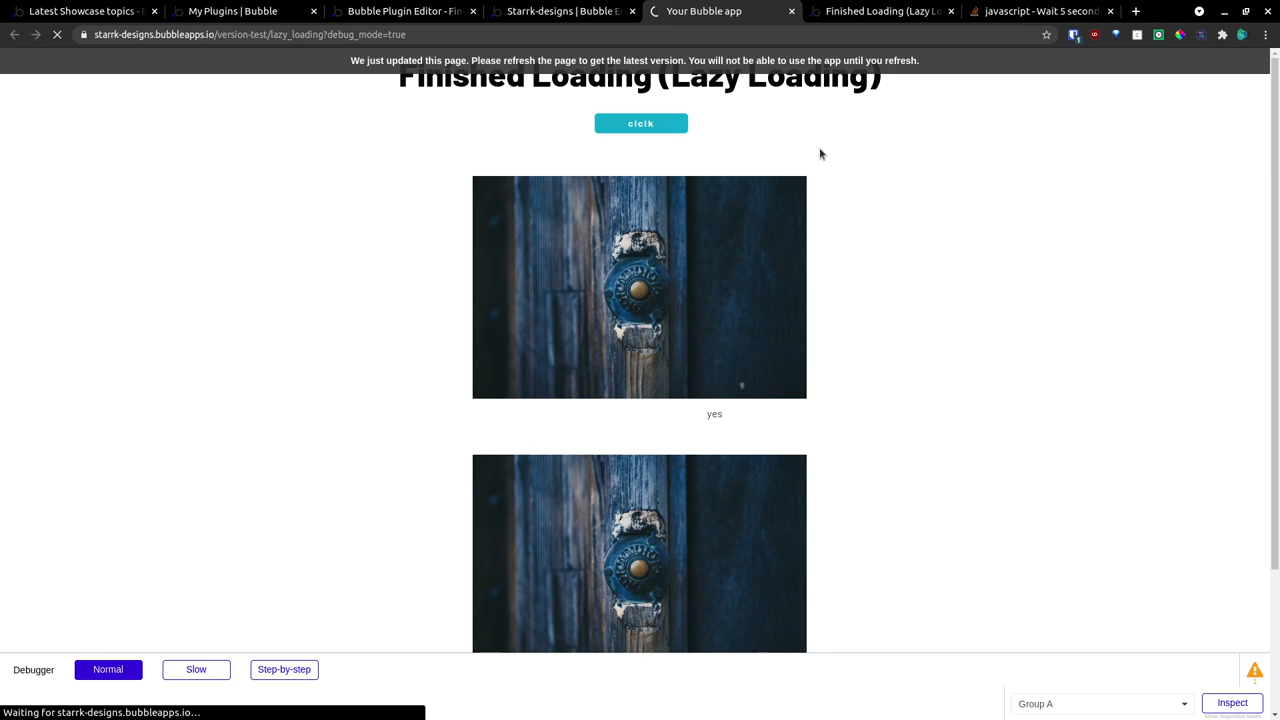 Latest Showcase topics - B
My Plugins | Bubble
Bubble Plugin Editor - Fin
Starrk-designs | Bubble Ec
Your Bubble app
Finished Loading (Lazy Lo
javascript - Wait 5 second
starrk-designs.bubbleapps.io/version-test/lazy_loading?debug_mode=true
We just updated this page. Please refresh the page to get the latest version. You will not be able to use the app until you refresh.
Finished Loading (Lazy Loading)
clclk
yes
Debugger
Normal
Slow
Step-by-step
1
Group A
Inspect
Waiting for starrk-designs.bubbleapps.io...